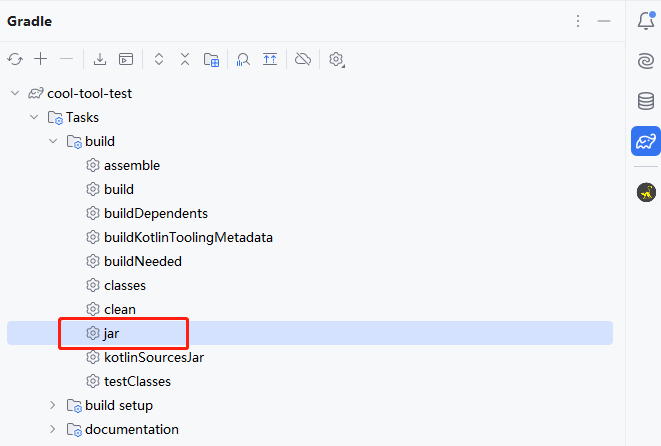 Gradle
cool-tool-test
Tasks
build
assemble
build
buildDependents
buildKotlinToolingMetadata
buildNeeded
classes
clean
jar
kotlinSourcesJar
testClasses
build setup
documentation